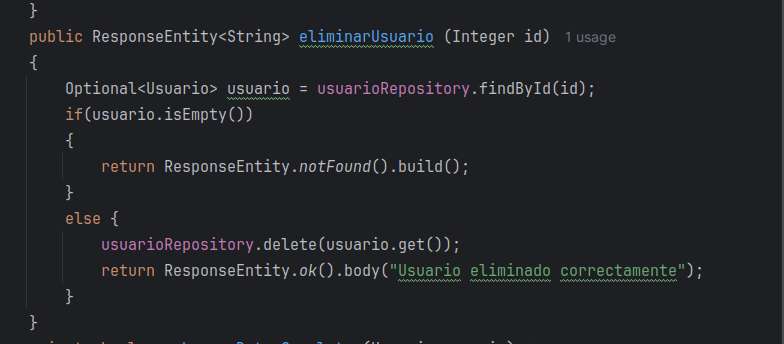 }
public ResponseEntity<String> eliminarUsuario (Integer id) 1 usage
{
Optional<Usuario> usuario = usuarioRepository.findById(id);
if(usuario.isEmpty())
{
return ResponseEntity.notFound().build();
}
else {
usuarioRepository.delete(usuario.get());
return ResponseEntity.ok().body("Usuario eliminado correctamente");
}
}